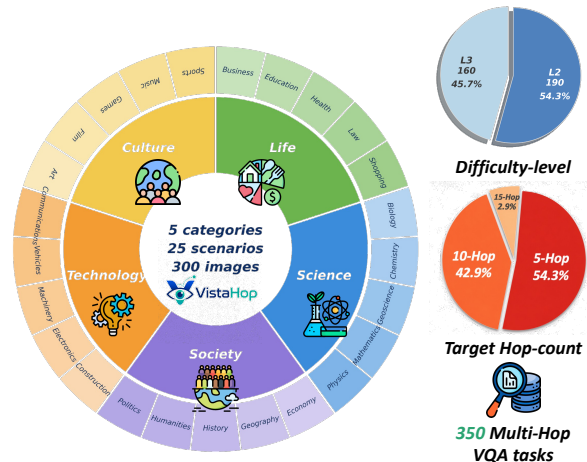 Sports
Music
Games
Film
Art
Business
Education
Health
Law
Shopping
Culture
Life
5 categories
25 scenarios
300 images
VistaHop
Technology
Science
Society
Communications
Vehicles
Machinery
Electronics
Construction
Biology
Chemistry
Geoscience
Mathematics
Physics
Politics
Humanities
History
Geography
Economy
L3
160
45.7%
L2
190
54.3%
Difficulty-level
15-Hop
2.9%
10-Hop
42.9%
5-Hop
54.3%
Target Hop-count
350 Multi-Hop
VQA tasks